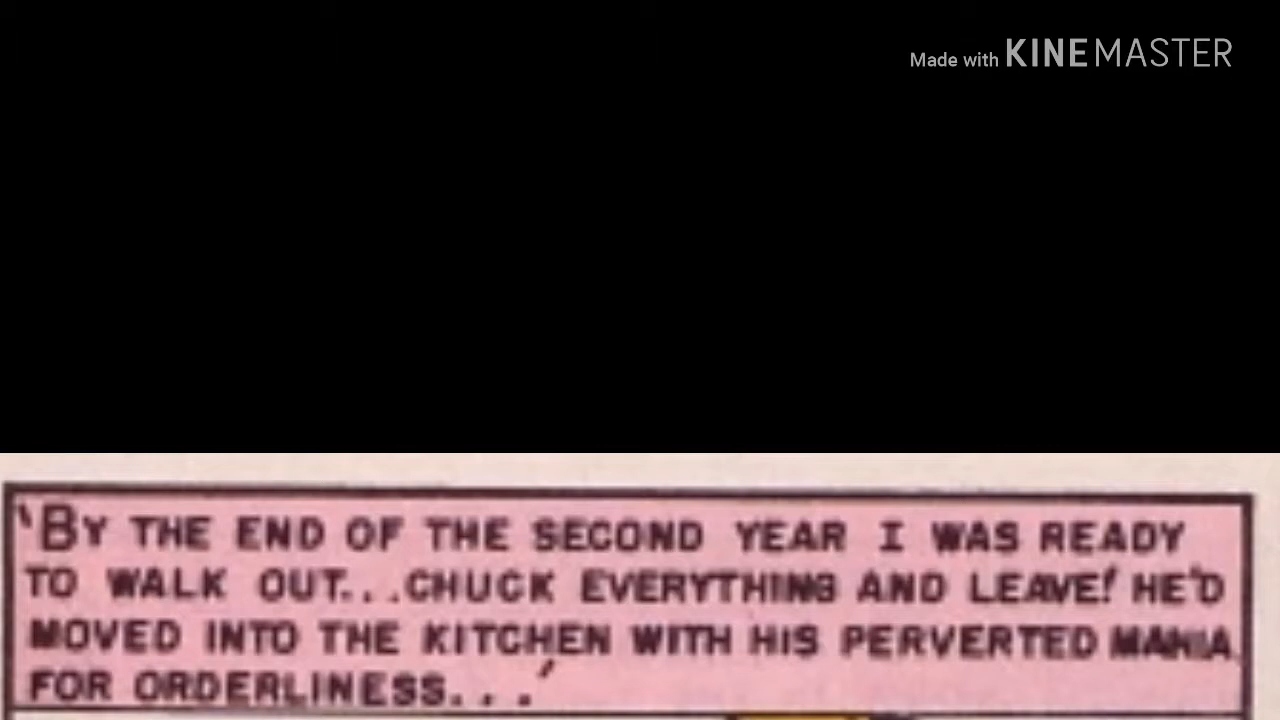 Made with KINEMASTER
'BY THE END OF THE SECOND YEAR I WAS READY
TO WALK OUT...CHUCK EVERYTHING AND LEAVE! HE'D
MOVED INTO THE KITCHEN WITH HIS PERVERTED MANIA
FOR ORDERLINESS...'